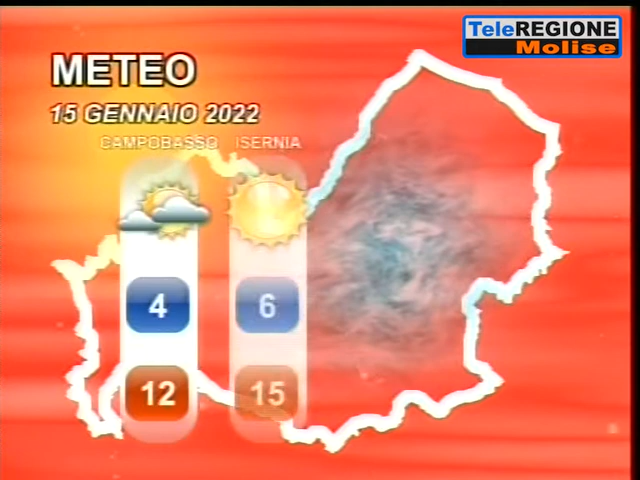 TeleREGIONE
Molise
METEO
15 GENNAIO 2022
CAMPOBASSO ISERNIA
4 6
12 15